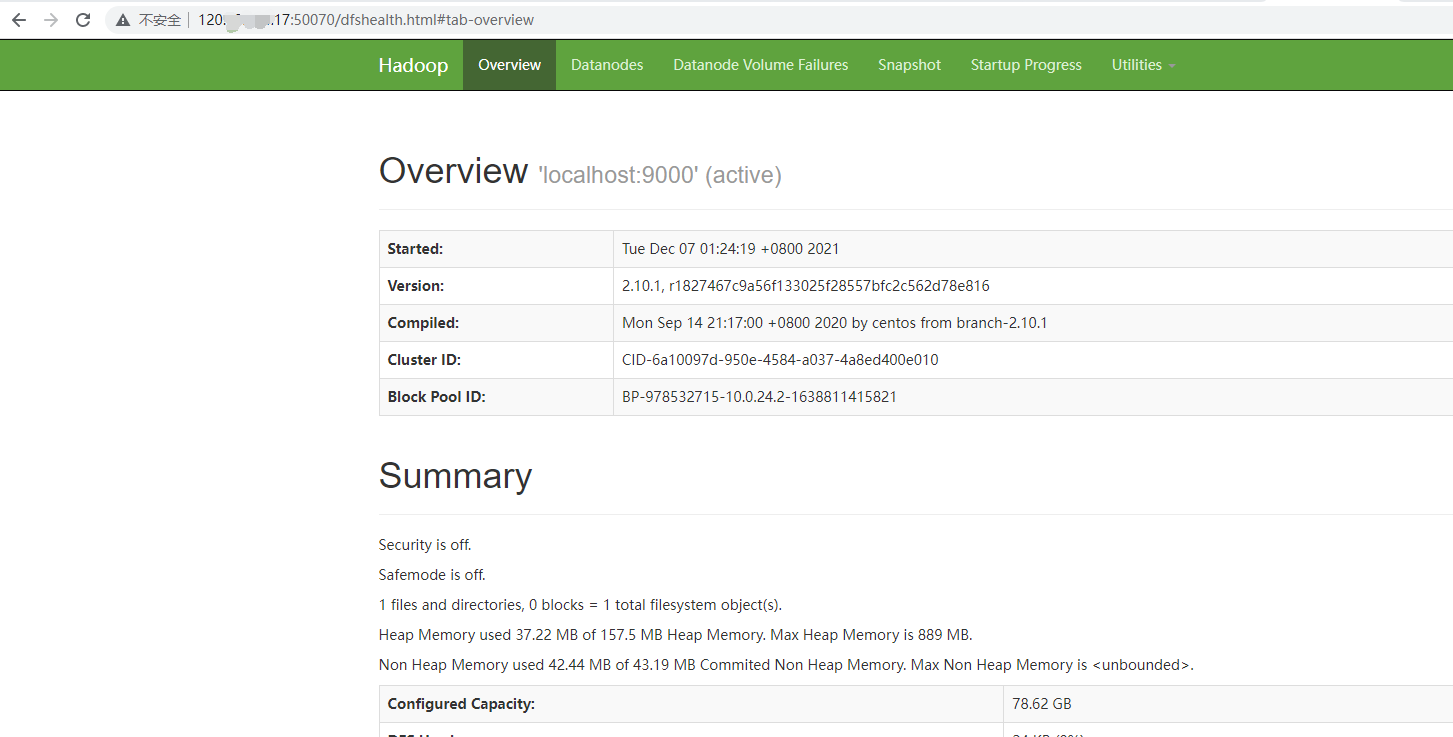 不安全 120. .17:50070/dfshealth.html#tab-overview
Hadoop Overview Datanodes Datanode Volume Failures Snapshot Startup Progress Utilities
Overview 'localhost:9000' (active)
Started: Tue Dec 07 01:24:19 +0800 2021
Version: 2.10.1, r1827467c9a56f133025f28557bfc2c562d78e816
Compiled: Mon Sep 14 21:17:00 +0800 2020 by centos from branch-2.10.1
Cluster ID: CID-6a10097d-950e-4584-a037-4a8ed400e010
Block Pool ID: BP-978532715-10.0.24.2-1638811415821
Summary
Security is off.
Safemode is off.
1 files and directories, 0 blocks = 1 total filesystem object(s).
Heap Memory used 37.22 MB of 157.5 MB Heap Memory. Max Heap Memory is 889 MB.
Non Heap Memory used 42.44 MB of 43.19 MB Commited Non Heap Memory. Max Non Heap Memory is <unbounded>.
Configured Capacity: 78.62 GB